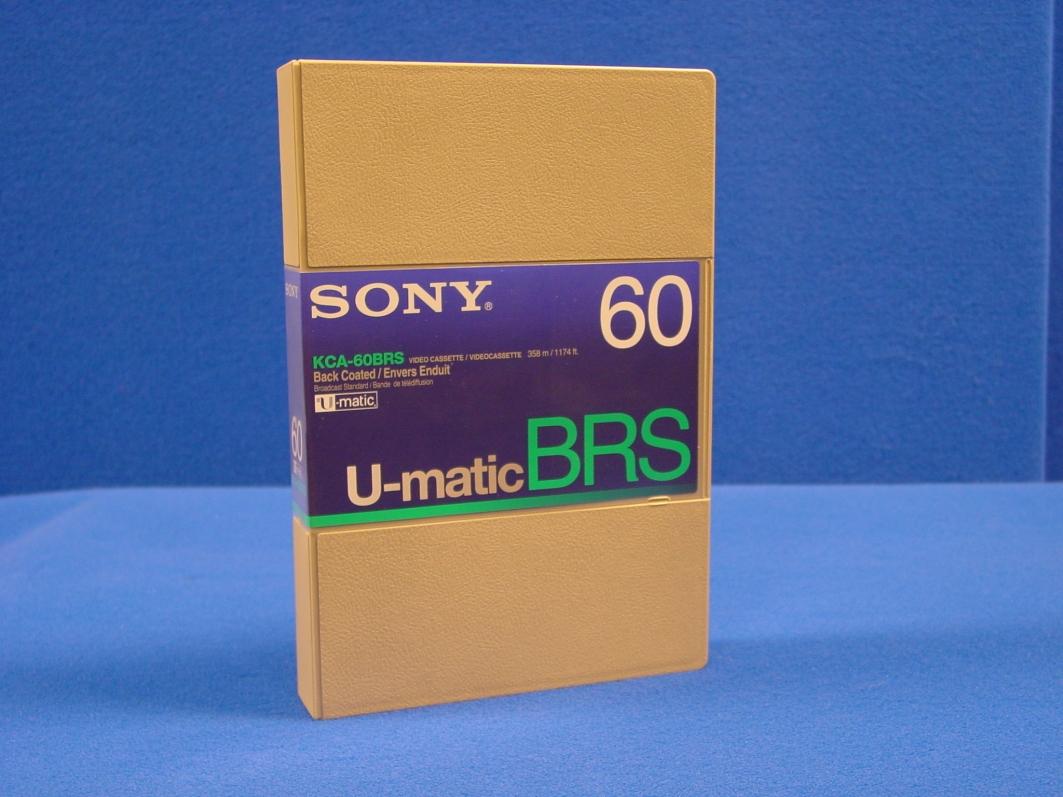 SONY®
60
KCA-60BRS VIDEO CASSETTE / VIDEOCASSETTE 358 m / 1174 ft.
Back Coated / Envers Enduit
Broadcast Standard / Bande de télédiffusion
U-matic
U-matic BRS
SONY
60